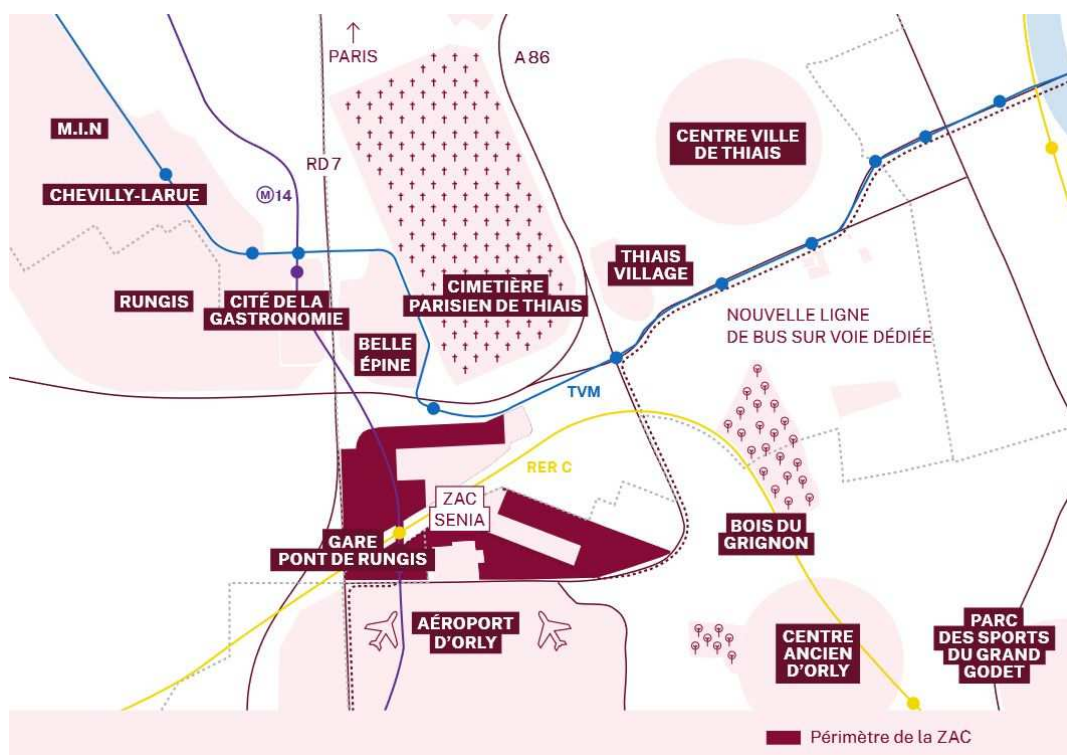 PARIS
A 86
M.I.N
CENTRE VILLE
DE THIAIS
RD 7
CHEVILLY-LARUE
M 14
THIAIS
VILLAGE
CIMETIÈRE
PARISIEN DE THIAIS
RUNGIS
CITÉ DE LA
GASTRONOMIE
NOUVELLE LIGNE
DE BUS SUR VOIE DÉDIÉE
BELLE
ÉPINE
TVM
RER C
ZAC
SENIA
GARE
PONT DE RUNGIS
BOIS DU
GRIGNON
AÉROPORT
D'ORLY
CENTRE
ANCIEN
D'ORLY
PARC
DES SPORTS
DU GRAND
GODET
Périmètre de la ZAC